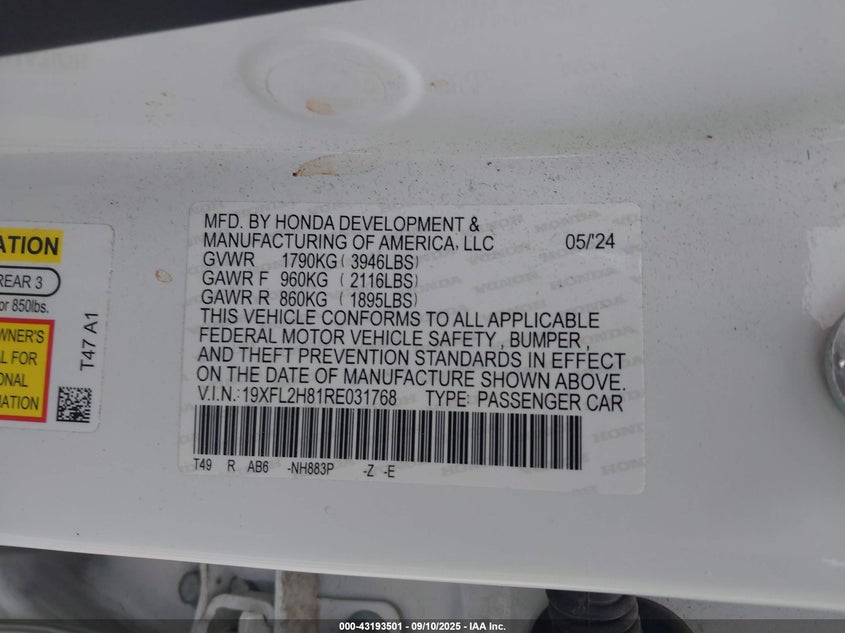 ATION
REAR 3
or 850lbs.
WNER'S
AL FOR
ONAL
MATION
T47 A1
MFD. BY HONDA DEVELOPMENT &
MANUFACTURING OF AMERICA, LLC 05/'24
GVWR 1790KG ( 3946LBS)
GAWR F 960KG ( 2116LBS)
GAWR R 860KG ( 1895LBS)
THIS VEHICLE CONFORMS TO ALL APPLICABLE
FEDERAL MOTOR VEHICLE SAFETY, BUMPER,
AND THEFT PREVENTION STANDARDS IN EFFECT
ON THE DATE OF MANUFACTURE SHOWN ABOVE.
V.I.N.:19XFL2H81RE031768 TYPE: PASSENGER CAR
T49 R AB6 -NH883P -Z -E
000-43193501 - 09/10/2025 - IAA Inc.